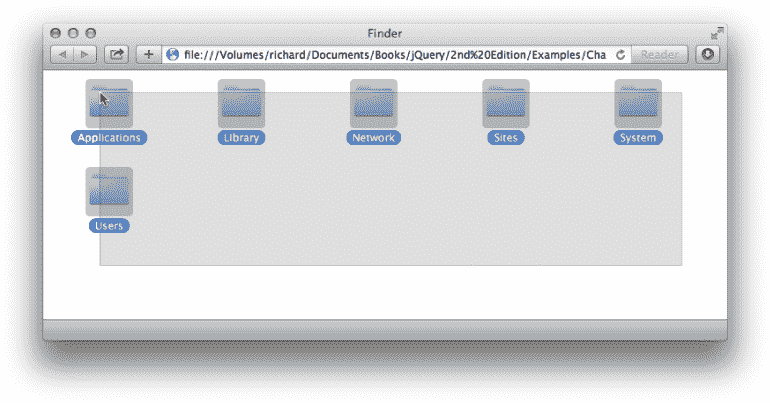 Finder
file:///Volumes/richard/Documents/Books/jQuery/2nd%20Edition/Examples/Cha
Reader
Applications
Library
Network
Sites
System
Users